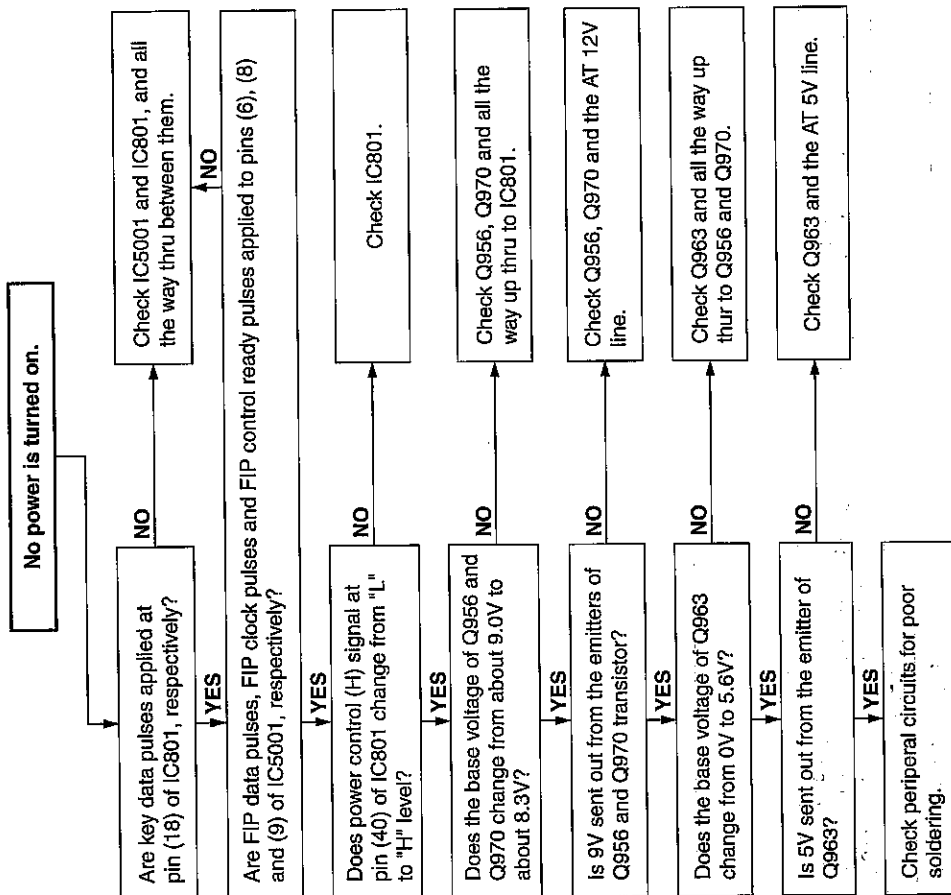 No power is turned on.
Are key data pulses applied at
pin (18) of IC801, respectively?
NO
Check IC5001 and IC801, and all
the way thru between them.
YES
NO
Are FIP data pulses, FIP clock pulses and FIP control ready pulses applied to pins (6), (8)
and (9) of IC5001, respectively?
YES
Does power control (H) signal at
pin (40) of IC801 change from "L"
to "H" level?
NO
Check IC801.
YES
Does the base voltage of Q956 and
Q970 change from about 9.0V to
about 8.3V?
NO
Check Q956, Q970 and all the
way up thru to IC801.
YES
Is 9V sent out from the emitters of
Q956 and Q970 transistor?
NO
Check Q956, Q970 and the AT 12V
line.
YES
Does the base voltage of Q963
change from 0V to 5.6V?
NO
Check Q963 and all the way up
thur to Q956 and Q970.
YES
Is 5V sent out from the emitter of
Q963?
NO
Check Q963 and the AT 5V line.
YES
Check periperal circuits for poor
soldering.